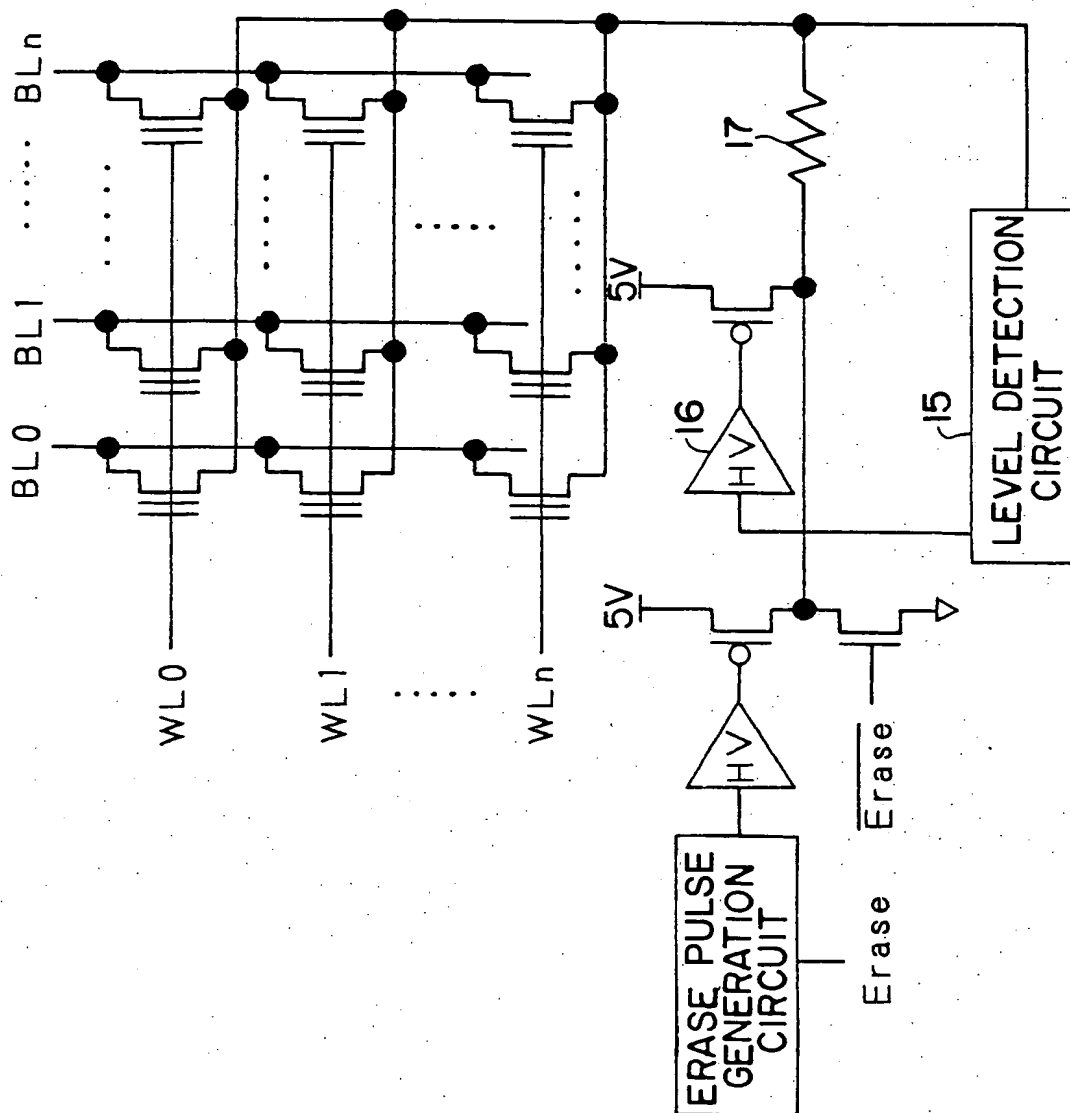 BL0
BL1
.....
BLn
WL0
WL1
.....
WLn
5V
5V
HV
16
HV
17
15
LEVEL DETECTION
CIRCUIT
ERASE PULSE
GENERATION
CIRCUIT
Erase
Erase